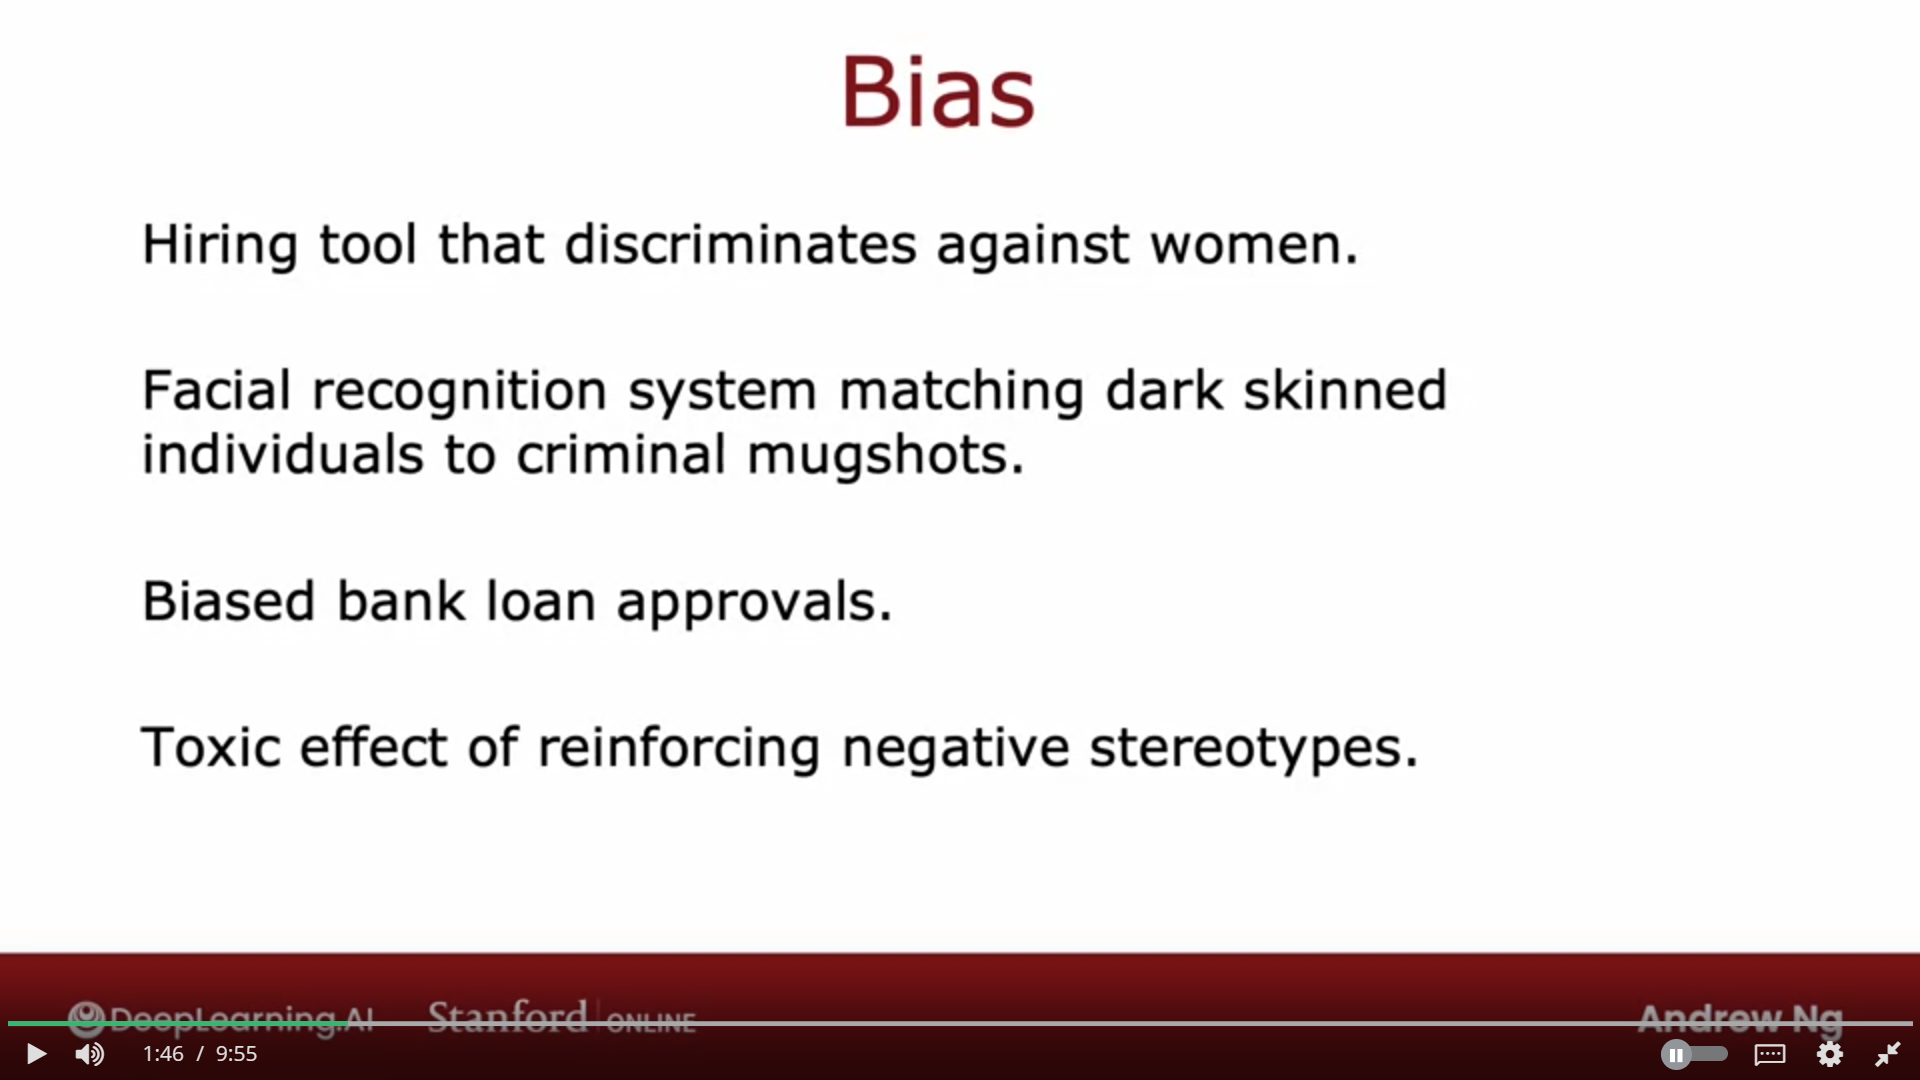 Bias
Hiring tool that discriminates against women.
Facial recognition system matching dark skinned
individuals to criminal mugshots.
Biased bank loan approvals.
Toxic effect of reinforcing negative stereotypes.
DeepLearning.AI Stanford ONLINE Andrew Ng
1:46 / 9:55